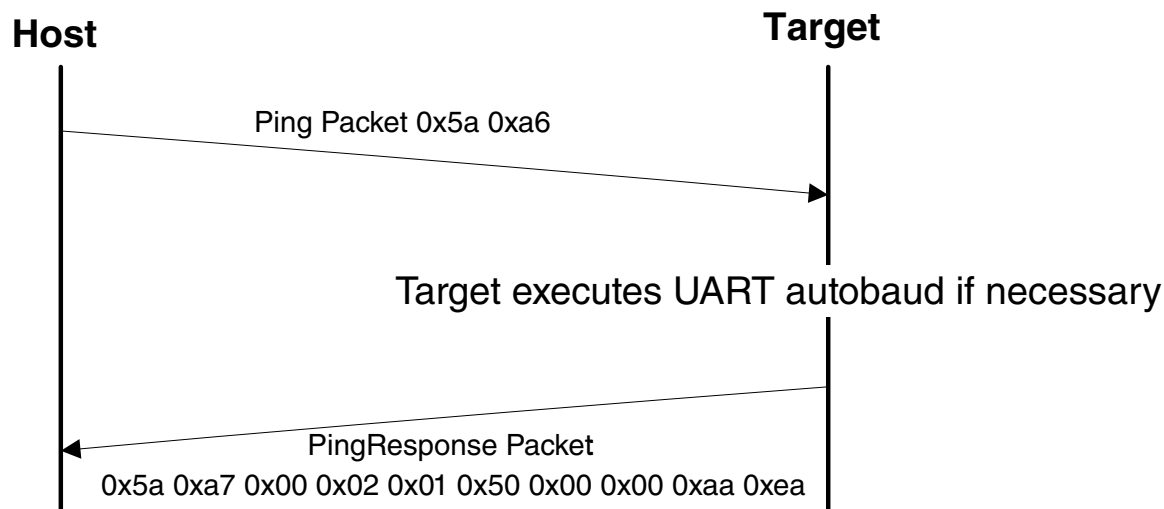 Host
Target
Ping Packet 0x5a 0xa6
Target executes UART autobaud if necessary
PingResponse Packet
0x5a 0xa7 0x00 0x02 0x01 0x50 0x00 0x00 0xaa 0xea